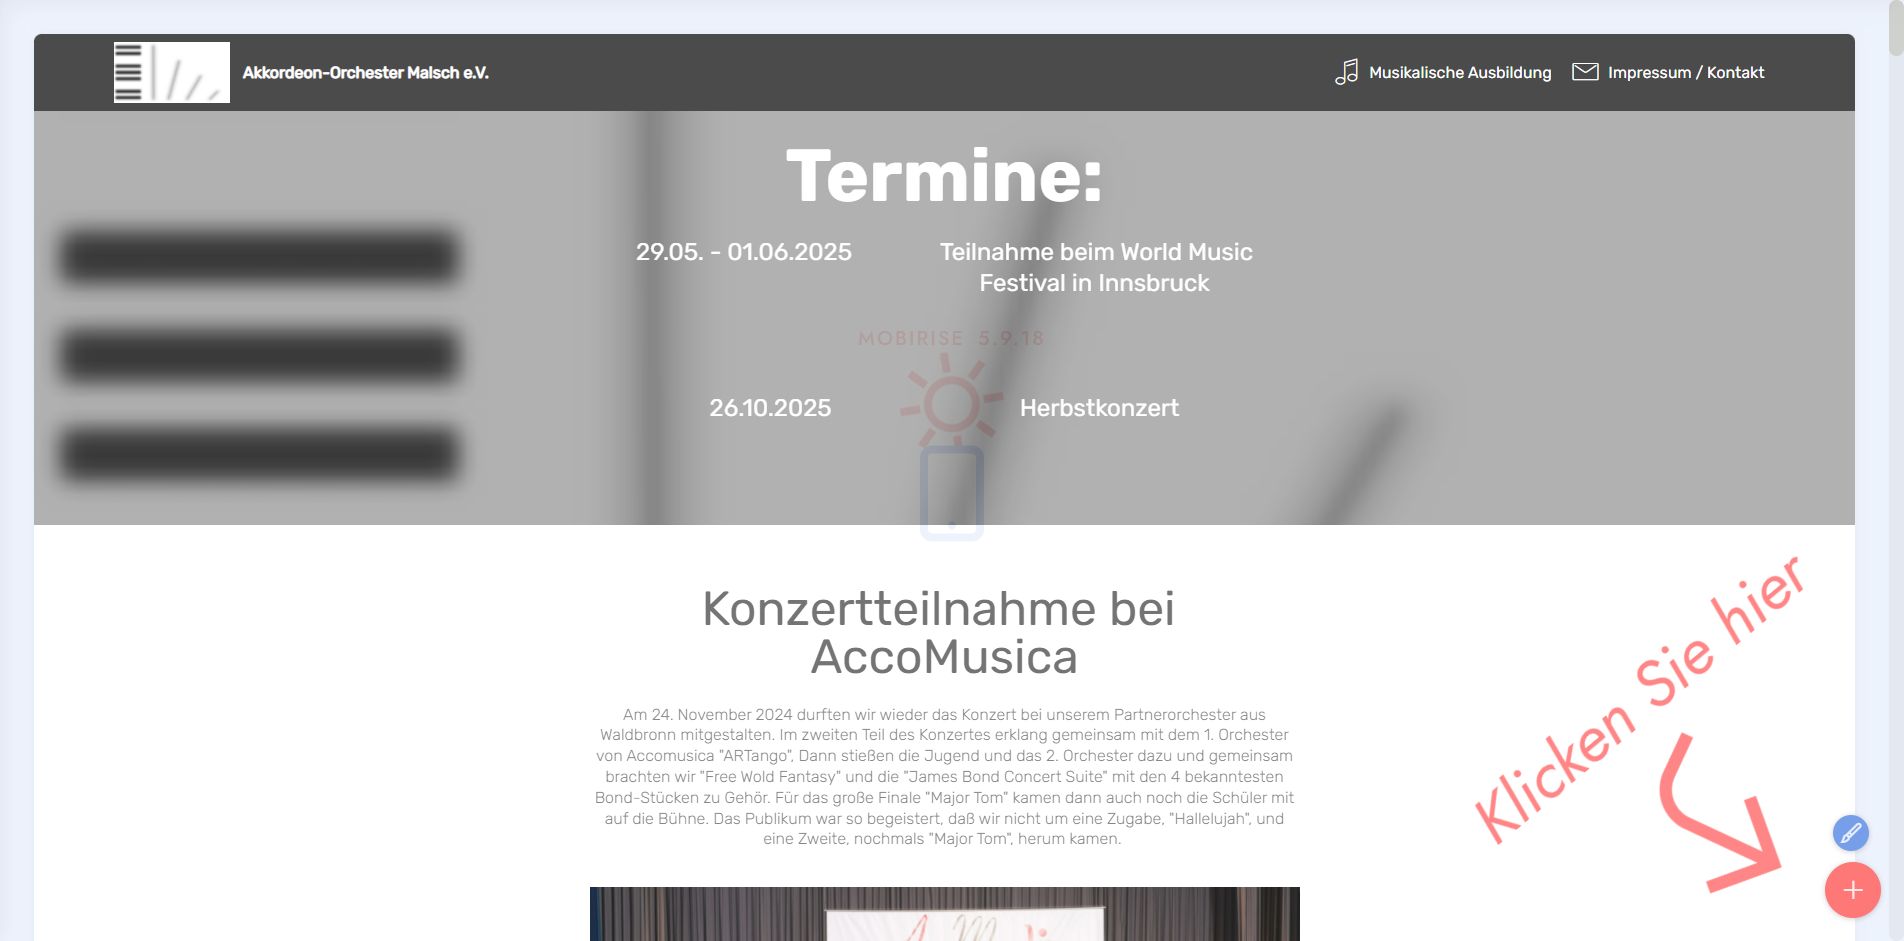 Akkordeon-Orchester Malsch e.V.
Musikalische Ausbildung
Impressum / Kontakt
Termine:
29.05. - 01.06.2025
Teilnahme beim World Music
Festival in Innsbruck
MOBIRISE 5.9.18
26.10.2025
Herbstkonzert
Konzertteilnahme bei
AccoMusica
Am 24. November 2024 durften wir wieder das Konzert bei unserem Partnerorchester aus
Waldbronn mitgestalten. Im zweiten Teil des Konzertes erklang gemeinsam mit dem 1. Orchester
von Accomusica "ARTango", Dann stießen die Jugend und das 2. Orchester dazu und gemeinsam
brachten wir "Free Wold Fantasy" und die "James Bond Concert Suite" mit den 4 bekanntesten
Bond-Stücken zu Gehör. Für das große Finale "Major Tom" kamen dann auch noch die Schüler mit
auf die Bühne. Das Publikum war so begeistert, daß wir nicht um eine Zugabe, "Hallelujah", und
eine Zweite, nochmals "Major Tom", herum kamen.
Klicken Sie hier